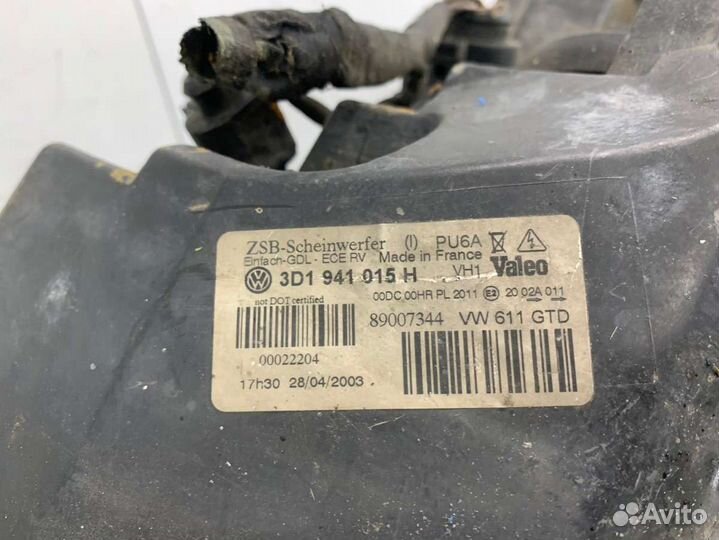 ZSB-Scheinwerfer (I) PU6A
Einfach-GDL - ECE RV Made in France
3D1 941 015 H VH1 Valeo
not DOT certified 00DC 00HR PL 2011 E2 20 02A 011
89007344 VW 611 GTD
00022204
17h30 28/04/2003
Avito